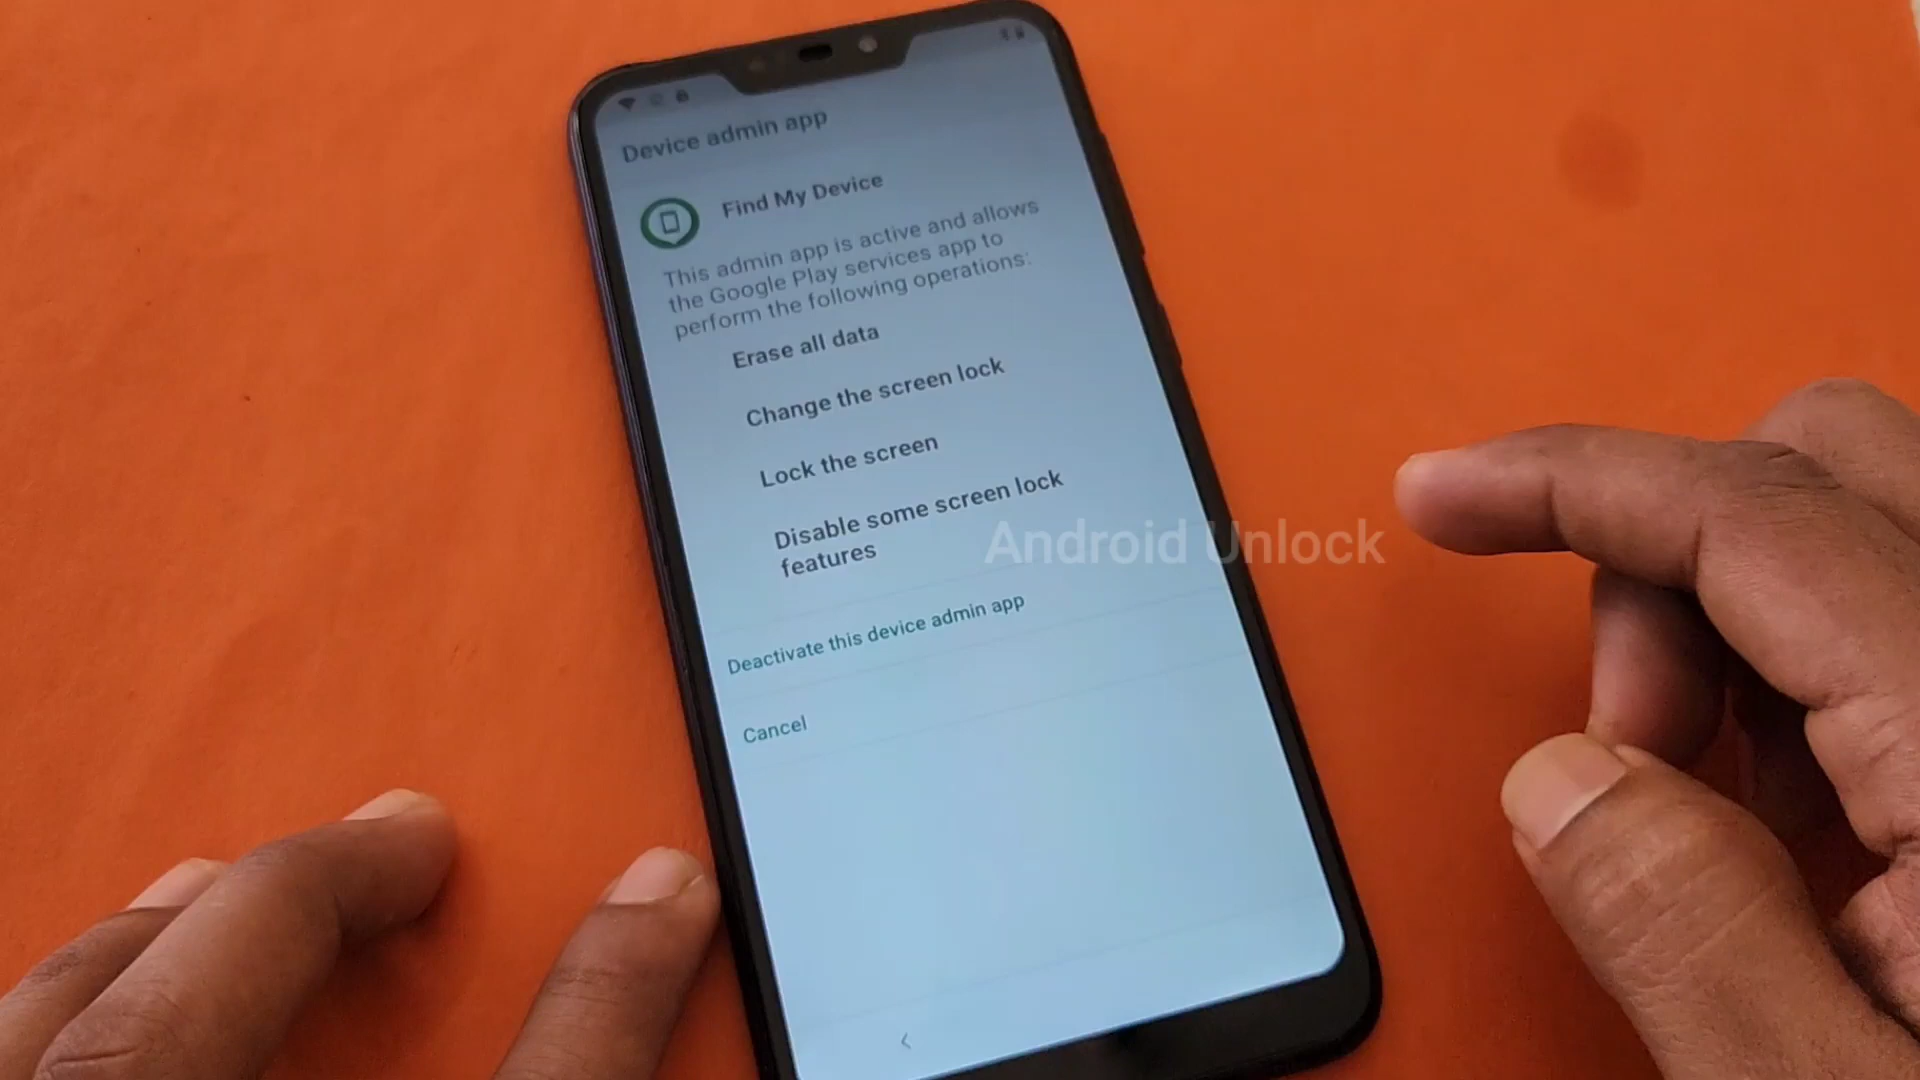 Device admin app
Find My Device
This admin app is active and allows
the Google Play services app to
perform the following operations:
Erase all data
Change the screen lock
Lock the screen
Disable some screen lock
features
Android Unlock
Deactivate this device admin app
Cancel